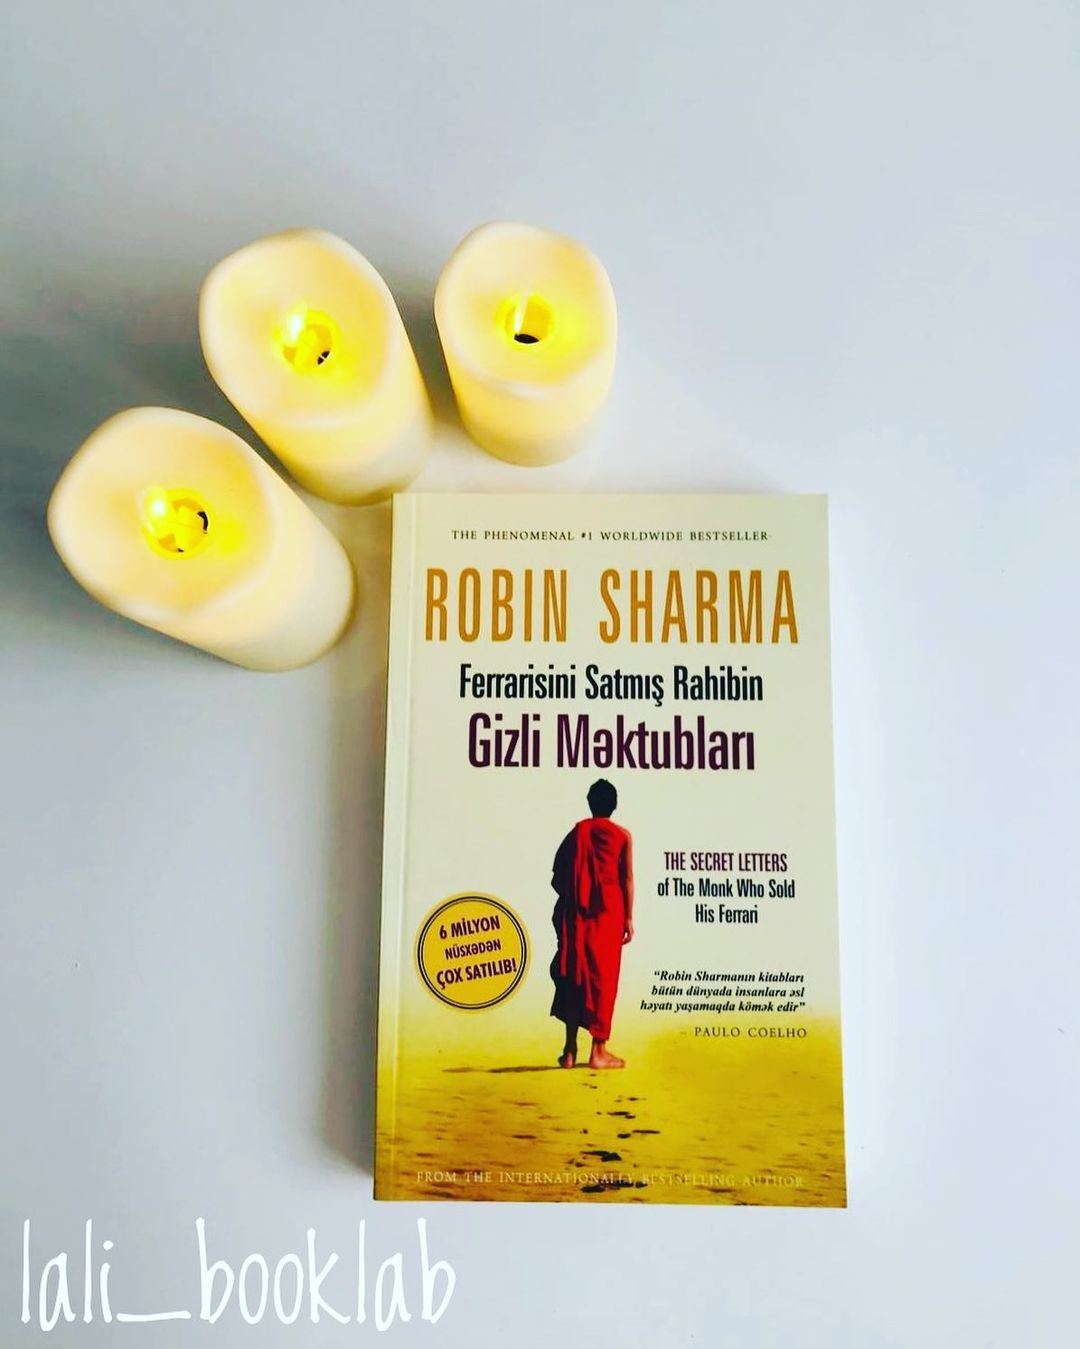 THE PHENOMENAL #1 WORLDWIDE BESTSELLER
ROBIN SHARMA
Ferrarisini Satmış Rahibin
Gizli Məktubları
THE SECRET LETTERS
of The Monk Who Sold
His Ferrari
6 MİLYON
NÜSXƏDƏN
ÇOX SATILIB!
“Robin Sharmanın kitabları
bütün dünyada insanlara əsl
həyatı yaşamaqda kömək edir”
– PAULO COELHO
FROM THE INTERNATIONALLY BESTSELLING AUTHOR
lali_booklab